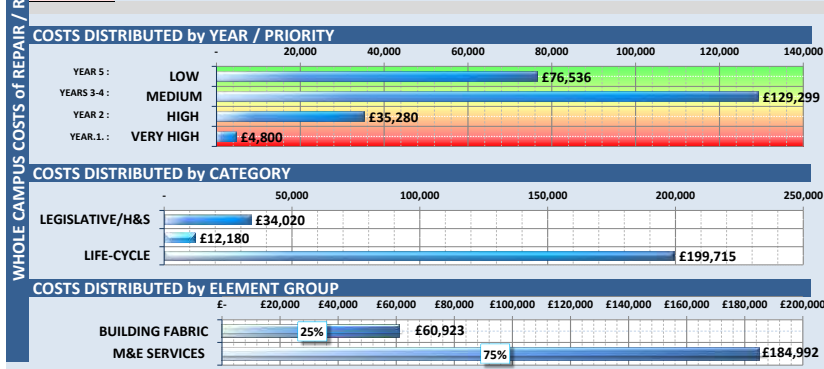 WHOLE CAMPUS COSTS of REPAIR / R
COSTS DISTRIBUTED by YEAR / PRIORITY
- 20,000 40,000 60,000 80,000 100,000 120,000 140,000
YEAR 5 : LOW £76,536
YEARS 3-4 : MEDIUM £129,299
YEAR 2 : HIGH £35,280
YEAR.1. : VERY HIGH £4,800
COSTS DISTRIBUTED by CATEGORY
- 50,000 100,000 150,000 200,000 250,000
LEGISLATIVE/H&S £34,020
£12,180
LIFE-CYCLE £199,715
COSTS DISTRIBUTED by ELEMENT GROUP
£- £20,000 £40,000 £60,000 £80,000 £100,000 £120,000 £140,000 £160,000 £180,000 £200,000
BUILDING FABRIC 25% £60,923
M&E SERVICES 75% £184,992